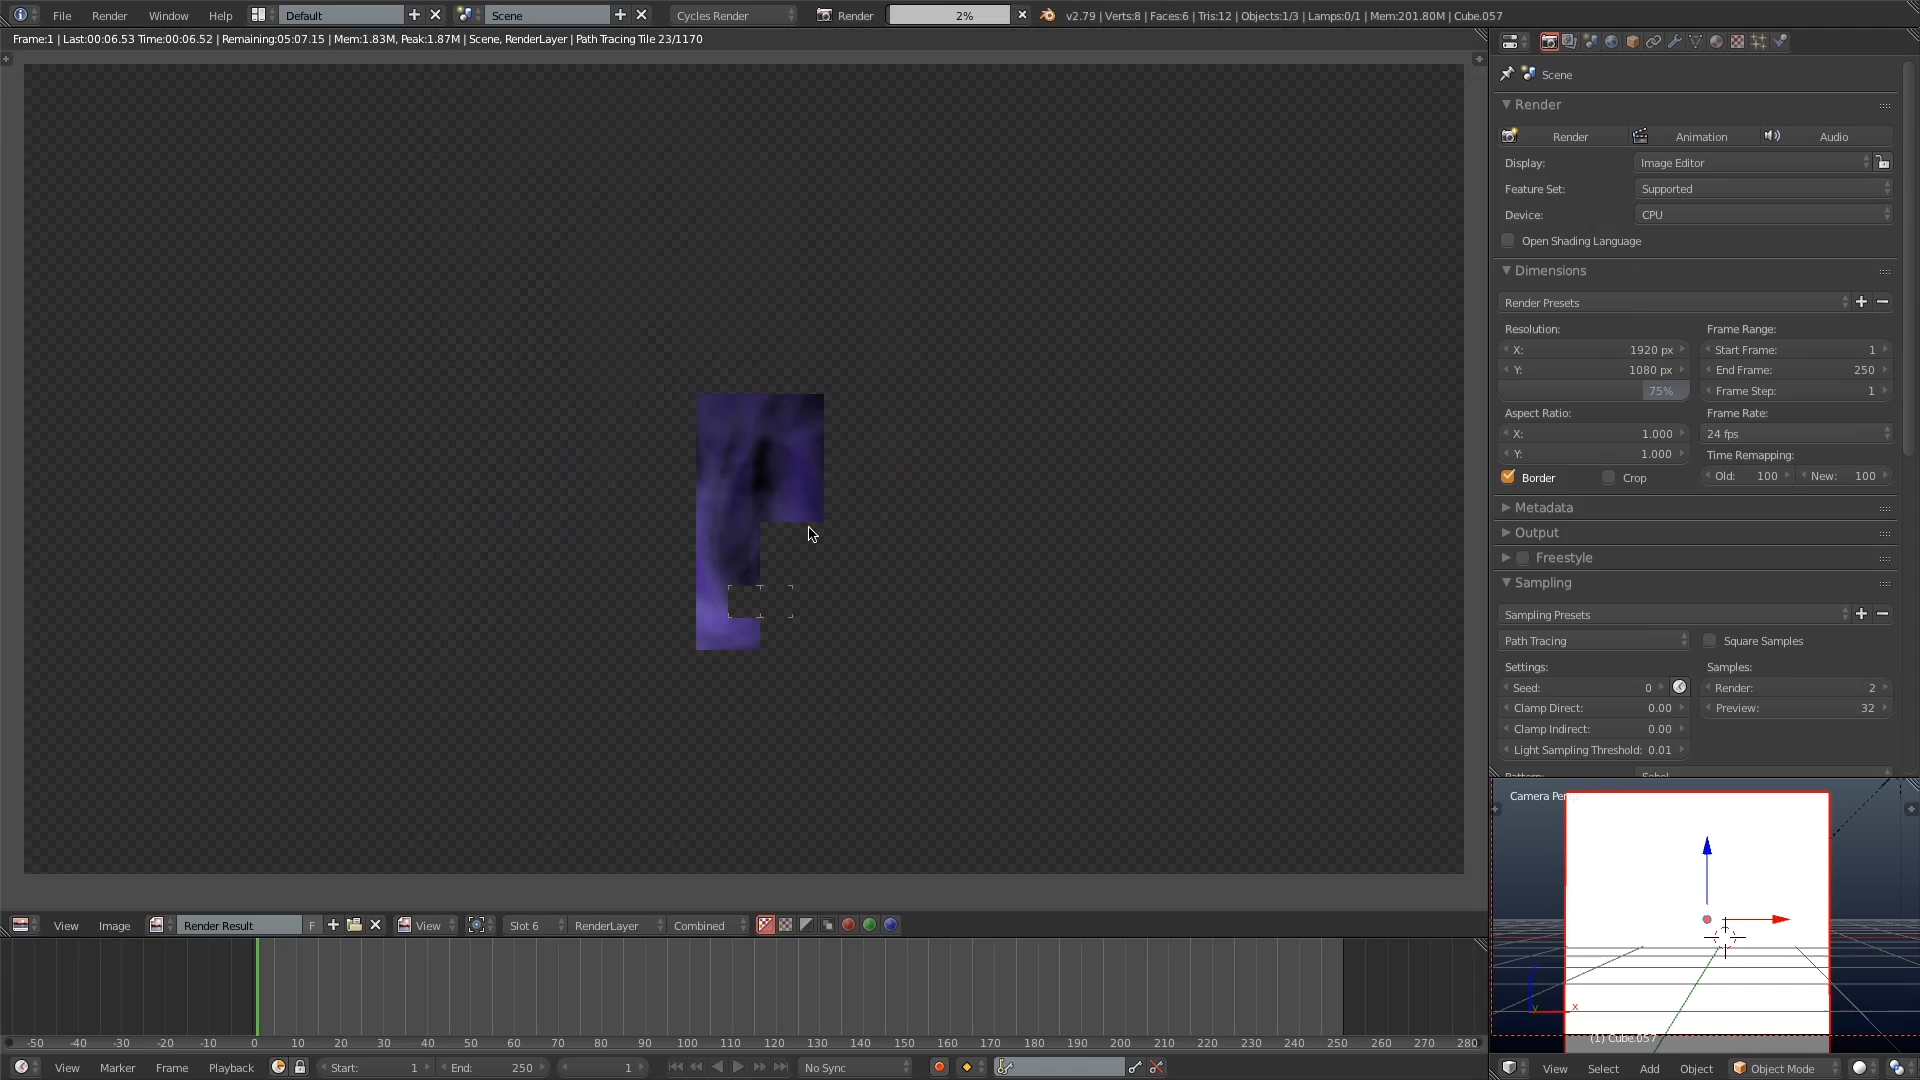 File Render Window Help Default Scene Cycles Render Render 2% v2.79 | Verts:8 | Faces:6 | Tris:12 | Objects:1/3 | Lamps:0/1 | Mem:201.80M | Cube.057
Frame:1 | Last:00:06.53 Time:00:06.52 | Remaining:05:07.15 | Mem:1.83M, Peak:1.87M | Scene, RenderLayer | Path Tracing Tile 23/1170
Scene
Render
Render Animation Audio
Display: Image Editor
Feature Set: Supported
Device: CPU
Open Shading Language
Dimensions
Render Presets
Resolution: Frame Range:
X: 1920 px Start Frame: 1
Y: 1080 px End Frame: 250
75% Frame Step: 1
Aspect Ratio: Frame Rate:
X: 1.000 24 fps
Y: 1.000 Time Remapping:
Border Crop Old: 100 New: 100
Metadata
Output
Freestyle
Sampling
Sampling Presets
Path Tracing Square Samples
Settings: Samples:
Seed: 0 Render: 2
Clamp Direct: 0.00 Preview: 32
Clamp Indirect: 0.00
Light Sampling Threshold: 0.01
Camera Pe
x
y
(1) Cube.057
View Image Render Result F View Slot 6 RenderLayer Combined
-50 -40 -30 -20 -10 0 10 20 30 40 50 60 70 80 90 100 110 120 130 140 150 160 170 180 190 200 210 220 230 240 250 260 270 280
View Marker Frame Playback Start: 1 End: 250 1 No Sync
View Select Add Object Object Mode